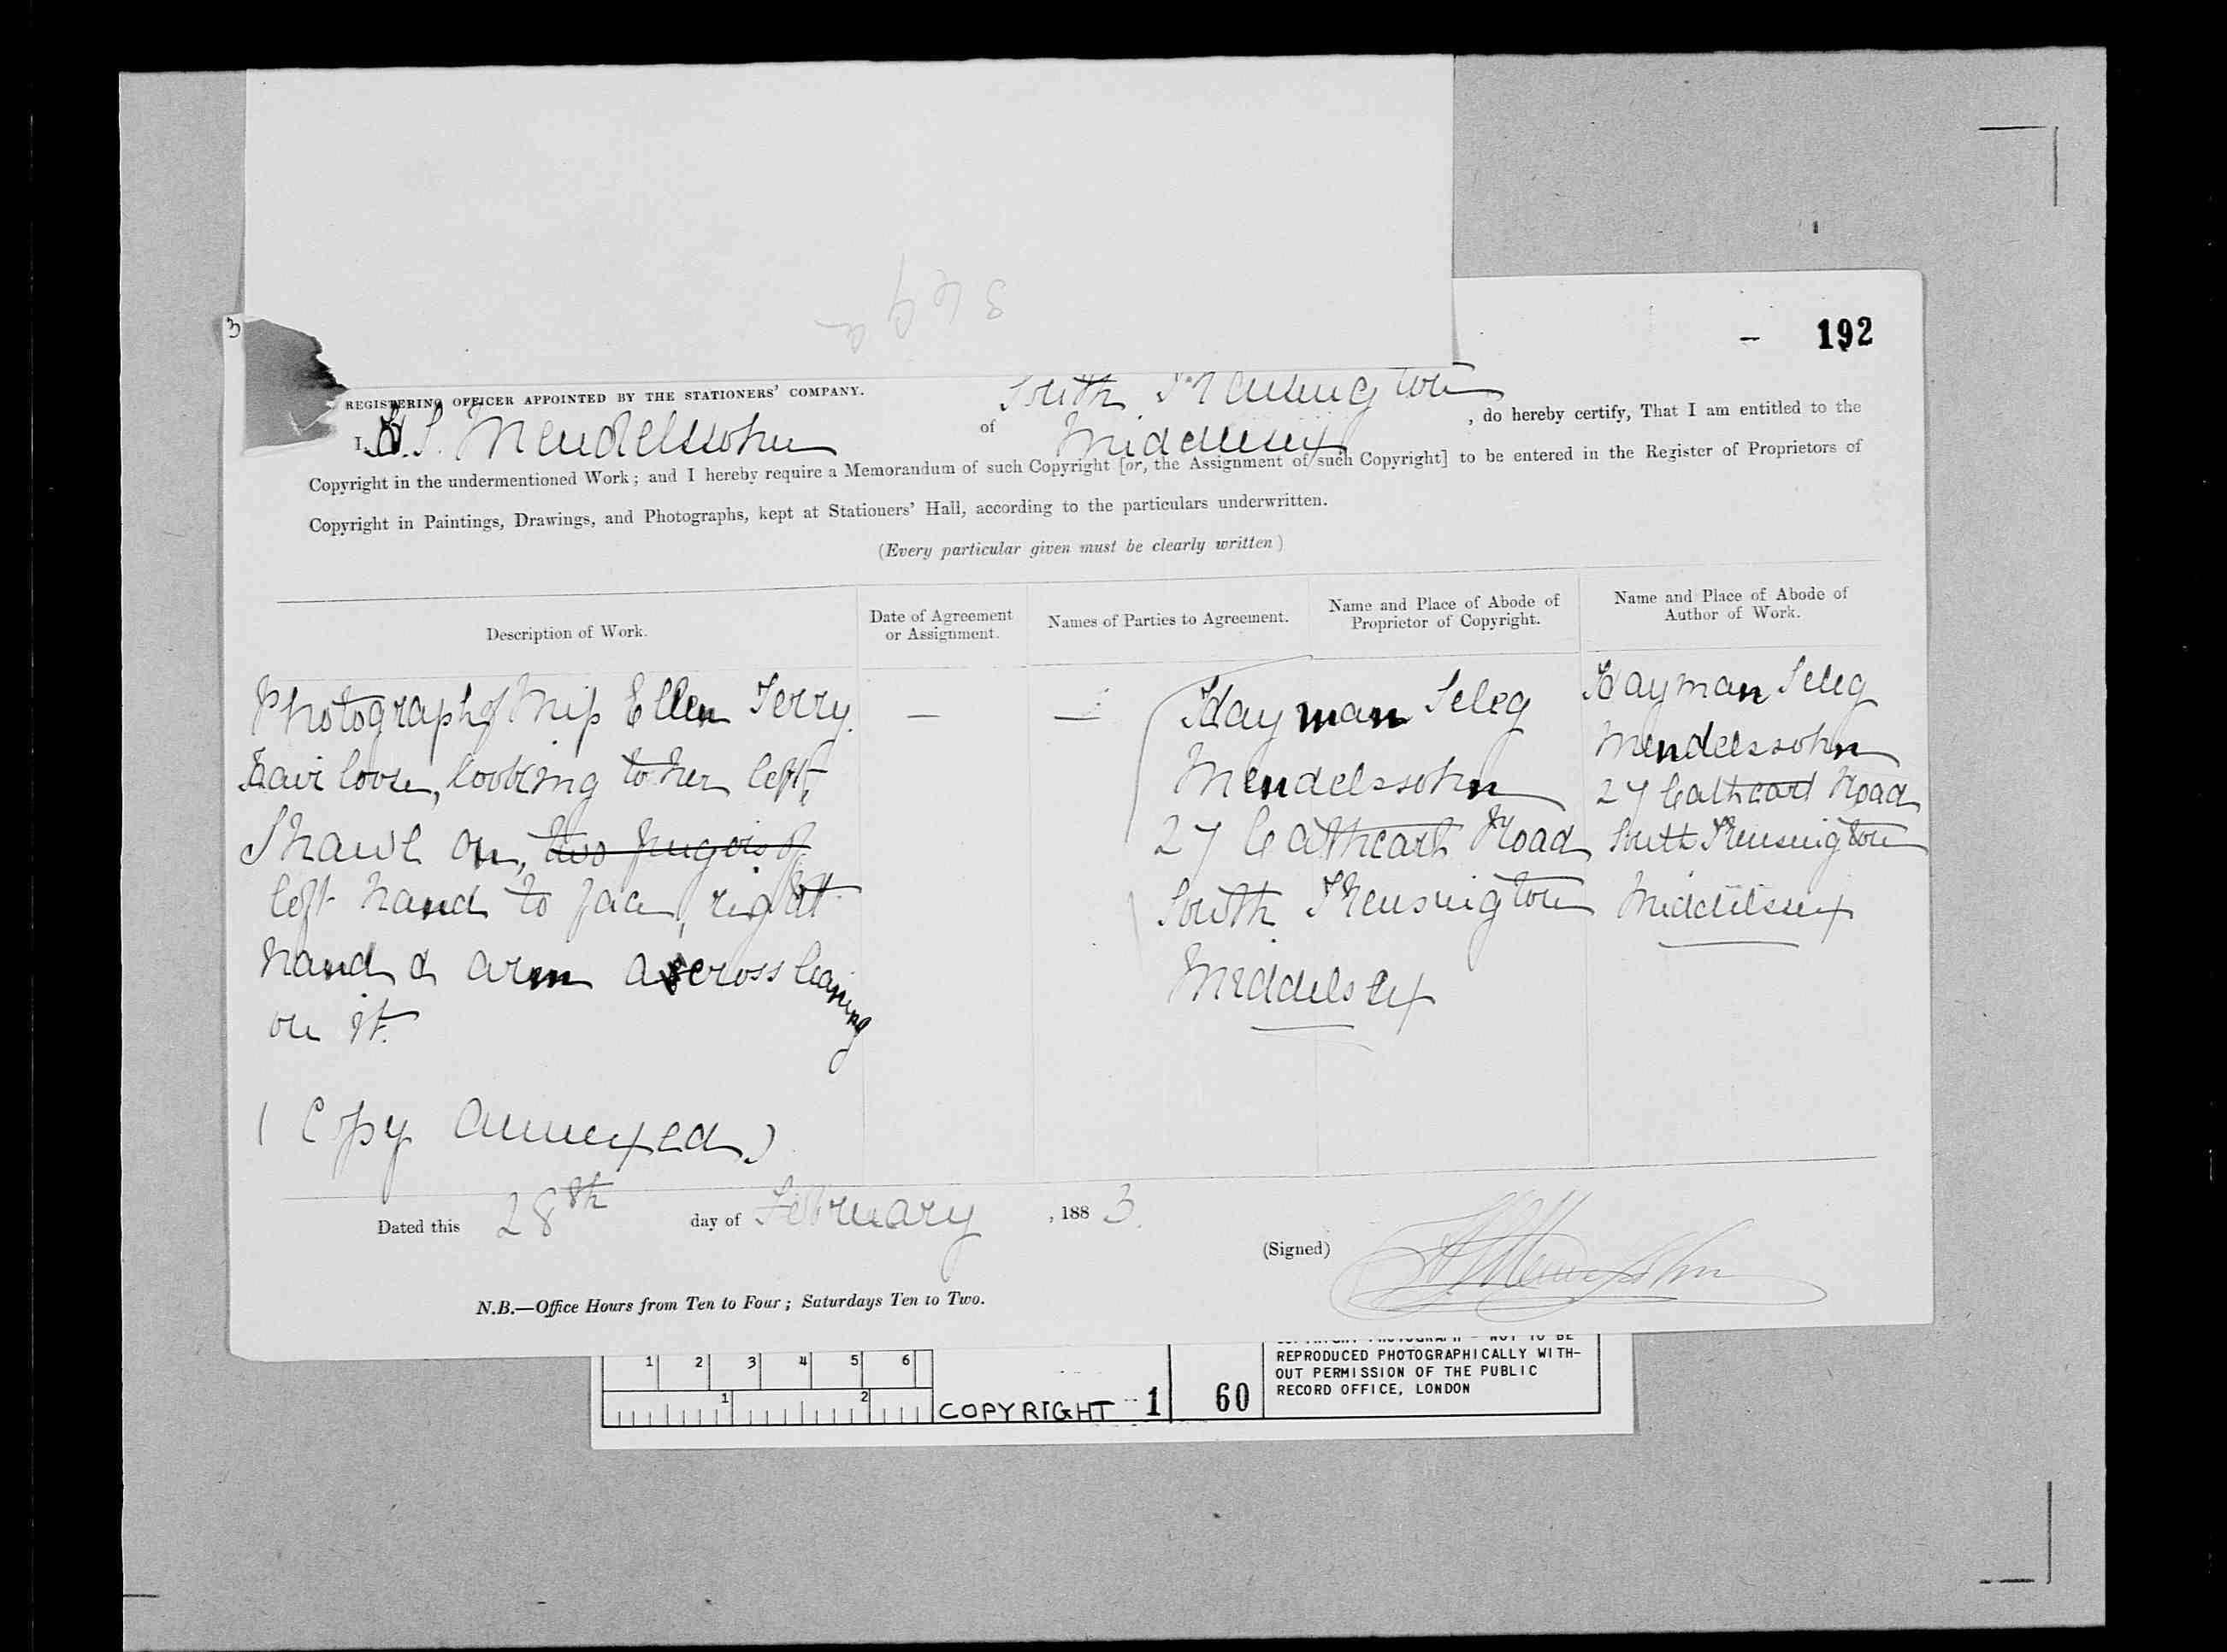 369a
3
- 192
REGISTERING OFFICER APPOINTED BY THE STATIONERS' COMPANY.
I, H. S. Mendelssohn of South Kensington Middlesex, do hereby certify, That I am entitled to the
Copyright in the undermentioned Work; and I hereby require a Memorandum of such Copyright [or, the Assignment of such Copyright] to be entered in the Register of Proprietors of
Copyright in Paintings, Drawings, and Photographs, kept at Stationers' Hall, according to the particulars underwritten.
(Every particular given must be clearly written)
Description of Work.
Photograph of Miss Ellen Terry.
Hair loose, looking to her left,
Shawl on, two fingers of
left hand to face, right
hand & arm across leaning
on it.
(Copy annexed)
Date of Agreement
or Assignment.
—
Names of Parties to Agreement.
—
Name and Place of Abode of
Proprietor of Copyright.
Hayman Seleg
Mendelssohn
27 Cathcart Road
South Kensington
Middelsex
Name and Place of Abode of
Author of Work.
Hayman Seleg
Mendelssohn
27 Cathcart Road
South Kensington
Middelsex
Dated this 28th day of February, 1883.
(Signed) H S Mendelssohn
N.B.—Office Hours from Ten to Four; Saturdays Ten to Two.
1 2 3 4 5 6
1 2
COPYRIGHT 1 60
COPYRIGHT PHOTOGRAPH - NOT TO BE
REPRODUCED PHOTOGRAPHICALLY WITH-
OUT PERMISSION OF THE PUBLIC
RECORD OFFICE, LONDON